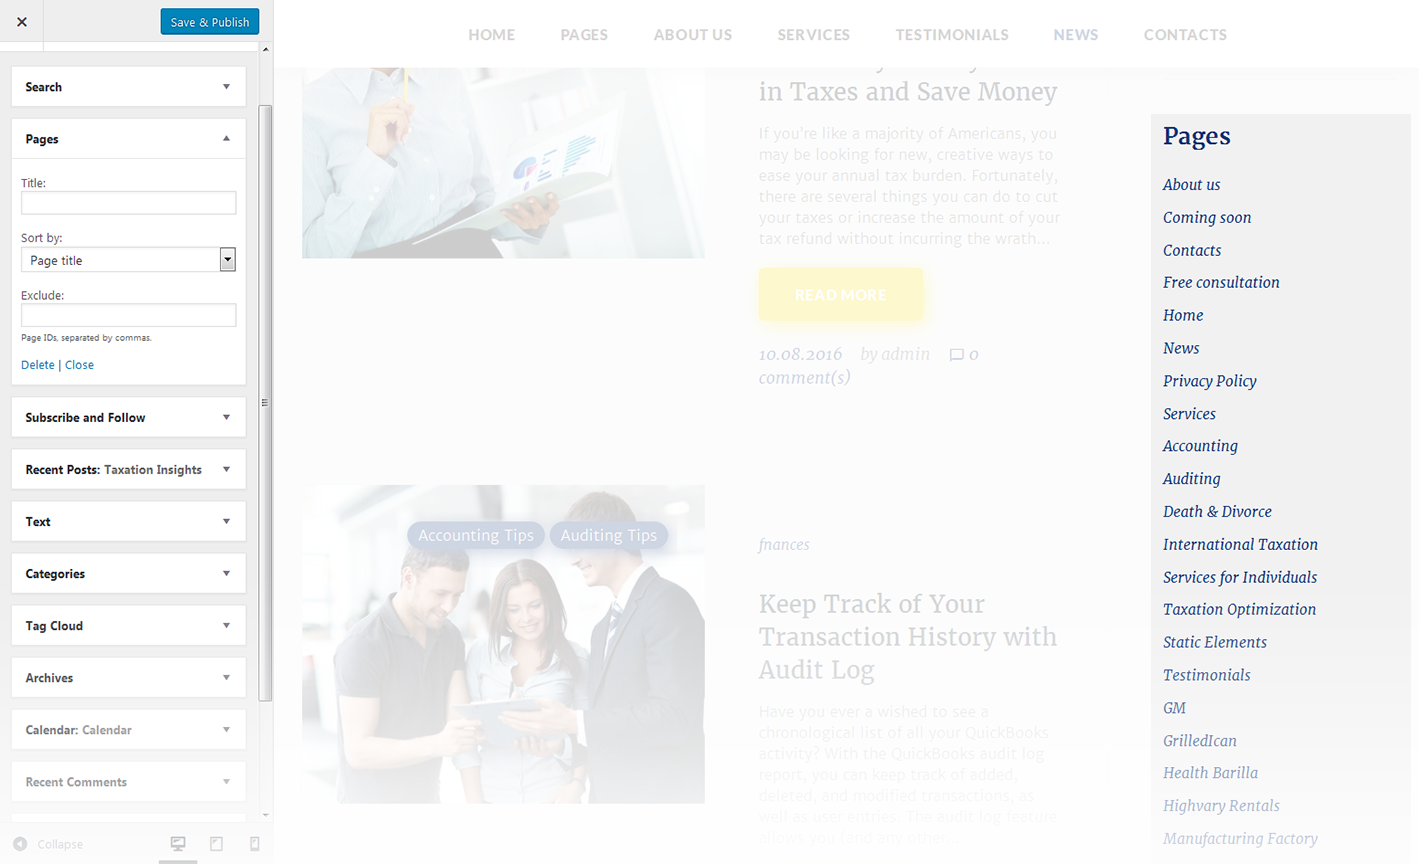 Save & Publish
Search
Pages
Title:
Sort by:
Page title
Exclude:
Page IDs, separated by commas.
Delete | Close
Subscribe and Follow
Recent Posts: Taxation Insights
Text
Categories
Tag Cloud
Archives
Calendar: Calendar
Recent Comments
Collapse
HOME PAGES ABOUT US SERVICES TESTIMONIALS NEWS CONTACTS
in Taxes and Save Money
If you're like a majority of Americans, you
may be looking for new, creative ways to
ease your annual tax burden. Fortunately,
there are several things you can do to cut
your taxes or increase the amount of your
tax refund without incurring the wrath...
READ MORE
10.08.2016 by admin 0
comment(s)
Accounting Tips Auditing Tips
fnances
Keep Track of Your
Transaction History with
Audit Log
Have you ever a wished to see a
chronological list of all your QuickBooks
activity? With the QuickBooks audit log
report, you can keep track of added,
deleted, and modified transactions, as
well as user entries. The audit log feature
allows you (and any other
Pages
About us
Coming soon
Contacts
Free consultation
Home
News
Privacy Policy
Services
Accounting
Auditing
Death & Divorce
International Taxation
Services for Individuals
Taxation Optimization
Static Elements
Testimonials
GM
GrilledIcan
Health Barilla
Highvary Rentals
Manufacturing Factory